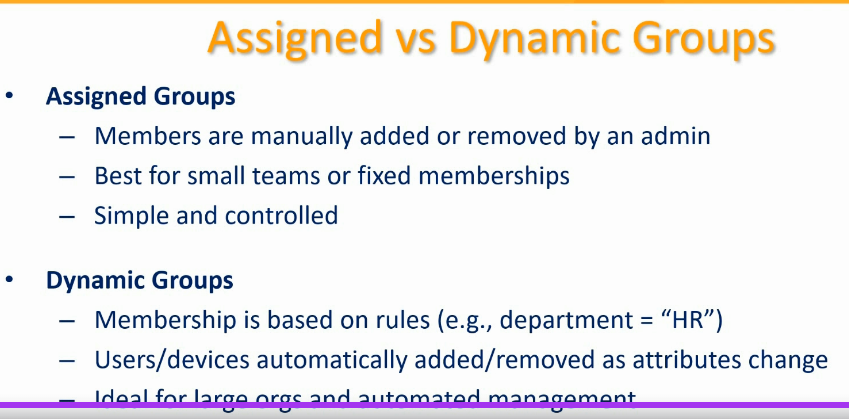 Assigned vs Dynamic Groups
• Assigned Groups
– Members are manually added or removed by an admin
– Best for small teams or fixed memberships
– Simple and controlled
• Dynamic Groups
– Membership is based on rules (e.g., department = “HR”)
– Users/devices automatically added/removed as attributes change
– Ideal for large orgs and automated management